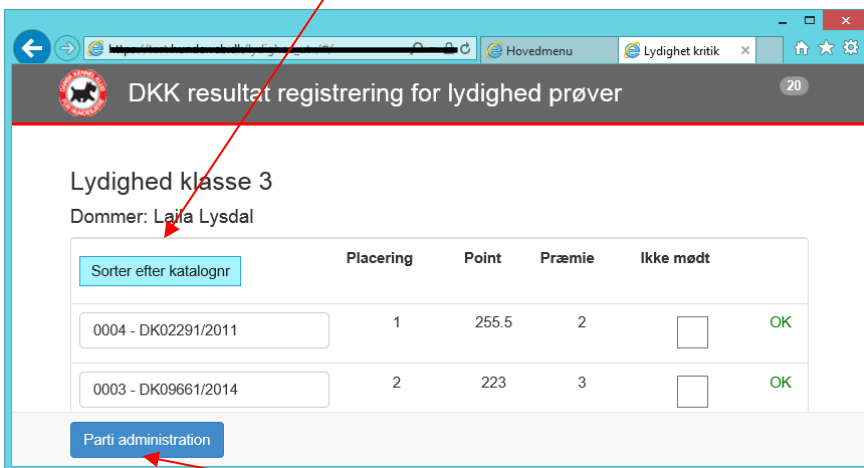 Hovedmenu
Lydighet kritik
DKK resultat registrering for lydighed prøver
20
Lydighed klasse 3
Dommer: Laila Lysdal
Sorter efter katalognr Placering Point Præmie Ikke mødt
0004 - DK02291/2011 1 255.5 2 OK
0003 - DK09661/2014 2 223 3 OK
Parti administration